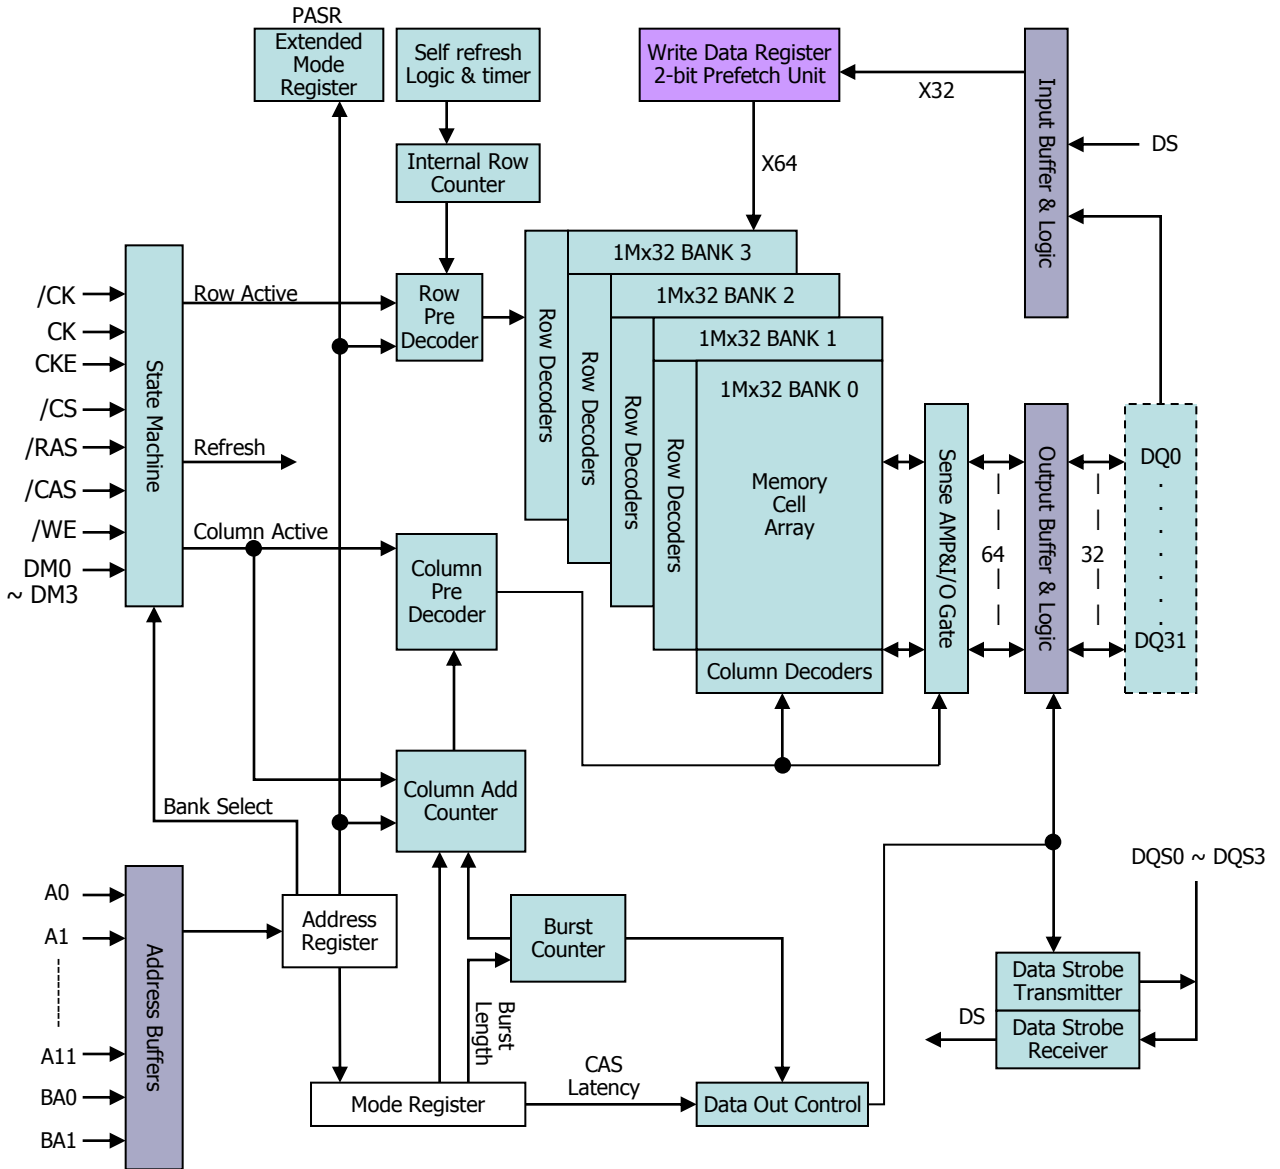 PASR
Extended
Mode
Register
Self refresh
Logic & timer
Write Data Register
2-bit Prefetch Unit
X32
Input Buffer & Logic
DS
Internal Row
Counter
X64
1Mx32 BANK 3
1Mx32 BANK 2
1Mx32 BANK 1
1Mx32 BANK 0
Row Decoders
Row Decoders
Row Decoders
Row Decoders
Memory
Cell
Array
Column Decoders
/CK
CK
CKE
/CS
/RAS
/CAS
/WE
DM0
~ DM3
State Machine
Row Active
Refresh
Column Active
Row
Pre
Decoder
Column
Pre
Decoder
Sense AMP&I/O Gate
64
Output Buffer & Logic
32
DQ0
.
.
.
.
.
.
.
DQ31
Bank Select
Column Add
Counter
A0
A1
A11
BA0
BA1
Address Buffers
Address
Register
Burst
Counter
Burst
Length
Mode Register
CAS
Latency
Data Out Control
DQS0 ~ DQS3
Data Strobe
Transmitter
DS
Data Strobe
Receiver